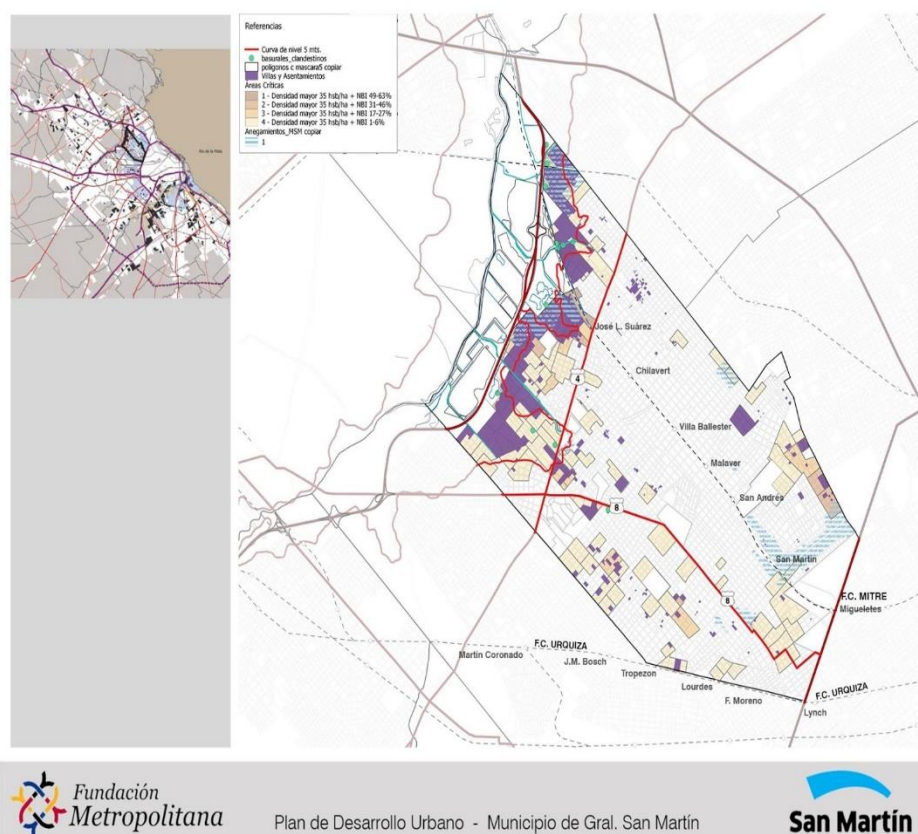 Referencias
Curva de nivel 5 mts.
basurales_clandestinos
poligonos c mascara5 copiar
Villas y Asentamientos
Áreas Críticas
1 - Densidad mayor 35 hsb/ha + NBI 49-63%
2 - Densidad mayor 35 hsb/ha + NBI 31-46%
3 - Densidad mayor 35 hsb/ha + NBI 17-27%
4 - Densidad mayor 35 hsb/ha + NBI 1-6%
Anegamientos_MSM copiar
1
José L. Suárez
Chilavert
4
Villa Ballester
Malaver
San Andrés
8
San Martín
8
F.C. MITRE
Migueletes
F.C. URQUIZA
Martín Coronado
J.M. Bosch
Tropezon
Lourdes
F. Moreno
F.C. URQUIZA
Lynch
Fundación
Metropolitana
Plan de Desarrollo Urbano - Municipio de Gral. San Martín
San Martín